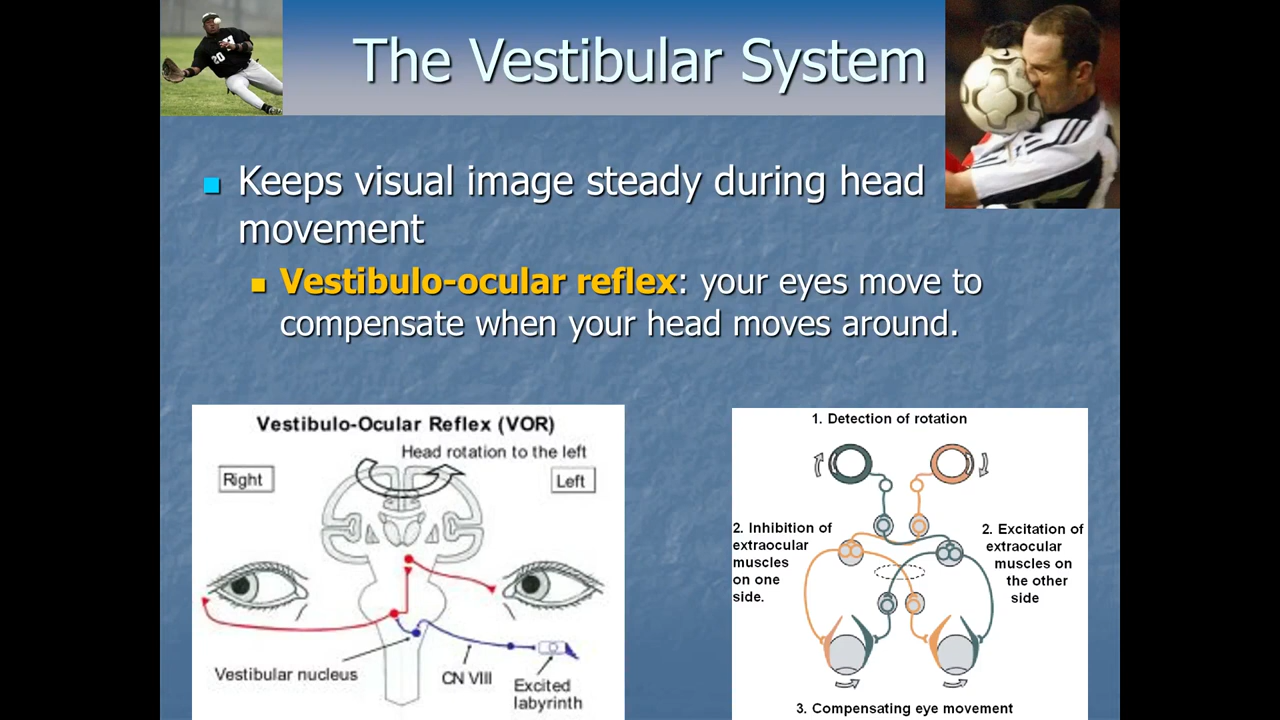 The Vestibular System
20
Keeps visual image steady during head
movement
Vestibulo-ocular reflex: your eyes move to
compensate when your head moves around.
Vestibulo-Ocular Reflex (VOR)
Head rotation to the left
Right
Left
Vestibular nucleus
CN VIII
Excited
labyrinth
1. Detection of rotation
2. Inhibition of
extraocular
muscles
on one
side.
2. Excitation of
extraocular
muscles on
the other
side
3. Compensating eye movement